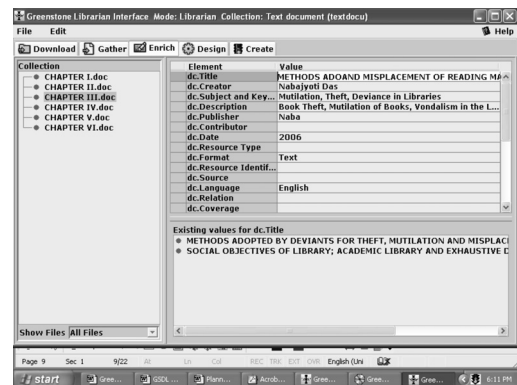 Greenstone Librarian Interface Mode: Librarian Collection: Text document (textdocu)
File Edit Help
Download Gather Enrich Design Create
Collection
CHAPTER I.doc
CHAPTER II.doc
CHAPTER III.doc
CHAPTER IV.doc
CHAPTER V.doc
CHAPTER VI.doc
Show Files All Files
Element Value
dc.Title METHODS ADOAND MISPLACEMENT OF READING MA
dc.Creator Nabajyoti Das
dc.Subject and Key... Mutilation, Theft, Deviance in Libraries
dc.Description Book Theft, Mutilation of Books, Vondalism in the L...
dc.Publisher Naba
dc.Contributor
dc.Date 2006
dc.Resource Type
dc.Format Text
dc.Resource Identif...
dc.Source
dc.Language English
dc.Relation
dc.Coverage
Existing values for dc.Title
METHODS ADOPTED BY DEVIANTS FOR THEFT, MUTILATION AND MISPLACI
SOCIAL OBJECTIVES OF LIBRARY; ACADEMIC LIBRARY AND EXHAUSTIVE D
Page 9 Sec 1 9/22 At Ln Col REC TRK EXT OVR English (Uni
start Gree... GSDL ... Plann... Acrob... Gree... Gree... Gree... 6:11 PM